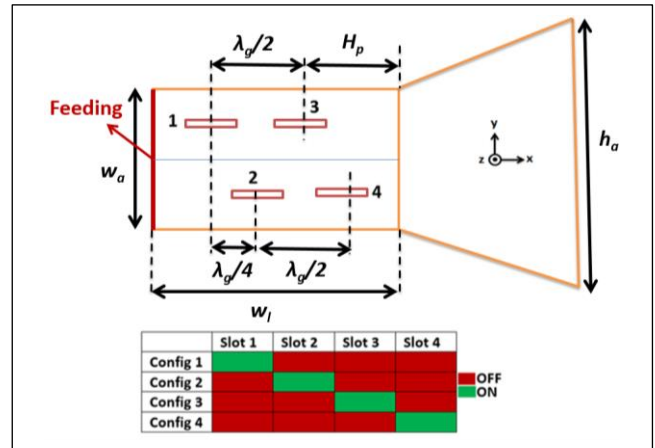 λg/2
Hp
Feeding
1
3
y
z
x
ha
wa
2
4
λg/4
λg/2
wl
Slot 1 Slot 2 Slot 3 Slot 4
Config 1
Config 2
Config 3
Config 4
OFF
ON